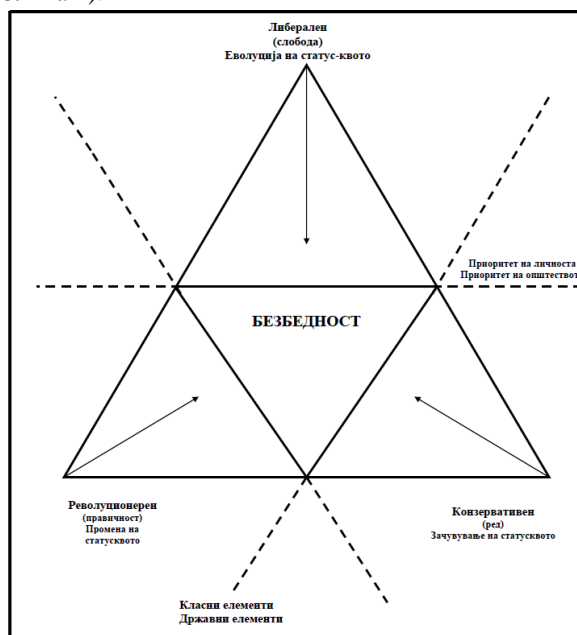 Либерален
(слобода)
Еволуција на статус-квото
Приоритет на личноста
Приоритет на општествот
БЕЗБЕДНОСТ
Револуционерен
(правичност)
Промена на
статусквото
Конзервативен
(ред)
Зачувување на статусквото
Класни елементи
Државни елементи